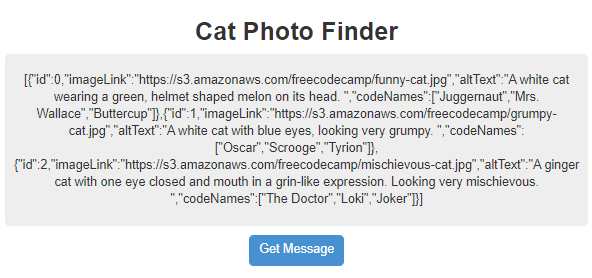 Cat Photo Finder
[{"id":0,"imageLink":"https://s3.amazonaws.com/freecodecamp/funny-cat.jpg","altText":"A white cat
wearing a green, helmet shaped melon on its head. ","codeNames":["Juggernaut","Mrs.
Wallace","Buttercup"]},{"id":1,"imageLink":"https://s3.amazonaws.com/freecodecamp/grumpy-
cat.jpg","altText":"A white cat with blue eyes, looking very grumpy. ","codeNames":
["Oscar","Scrooge","Tyrion"]},
{"id":2,"imageLink":"https://s3.amazonaws.com/freecodecamp/mischievous-cat.jpg","altText":"A ginger
cat with one eye closed and mouth in a grin-like expression. Looking very mischievous.
","codeNames":["The Doctor","Loki","Joker"]}]
Get Message